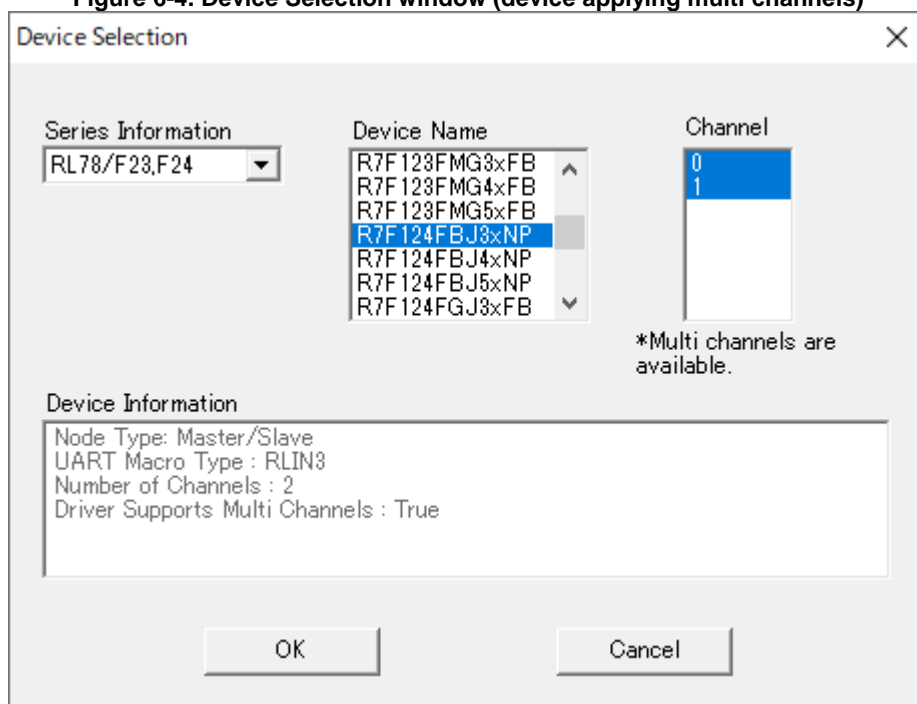 Figure 6-4. Device Selection window (device applying multi channels)
Device Selection
Series Information
RL78/F23,F24
Device Name
R7F123FMG3xFB
R7F123FMG4xFB
R7F123FMG5xFB
R7F124FBJ3xNP
R7F124FBJ4xNP
R7F124FBJ5xNP
R7F124FGJ3xFB
Channel
0
1
*Multi channels are
available.
Device Information
Node Type: Master/Slave
UART Macro Type : RLIN3
Number of Channels : 2
Driver Supports Multi Channels : True
OK
Cancel